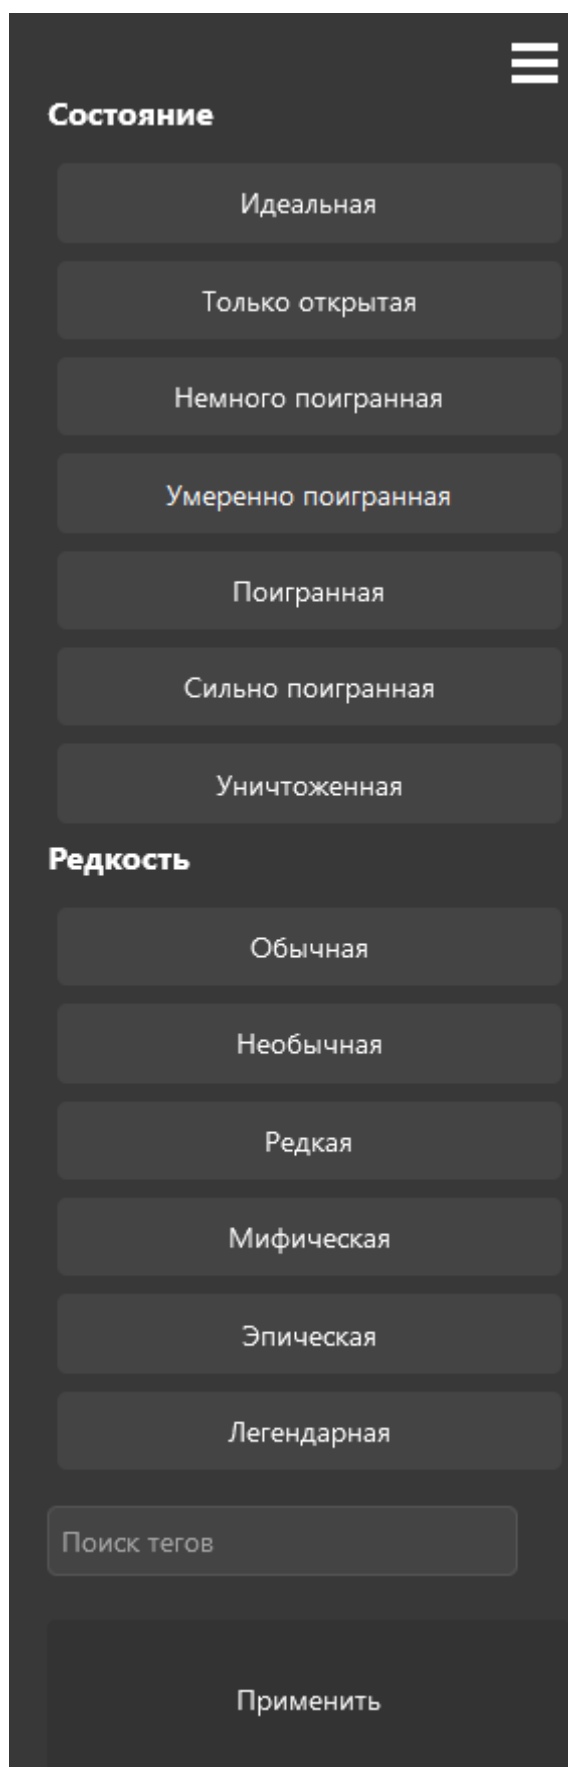 Состояние
Идеальная
Только открытая
Немного поигранная
Умеренно поигранная
Поигранная
Сильно поигранная
Уничтоженная
Редкость
Обычная
Необычная
Редкая
Мифическая
Эпическая
Легендарная
Поиск тегов
Применить